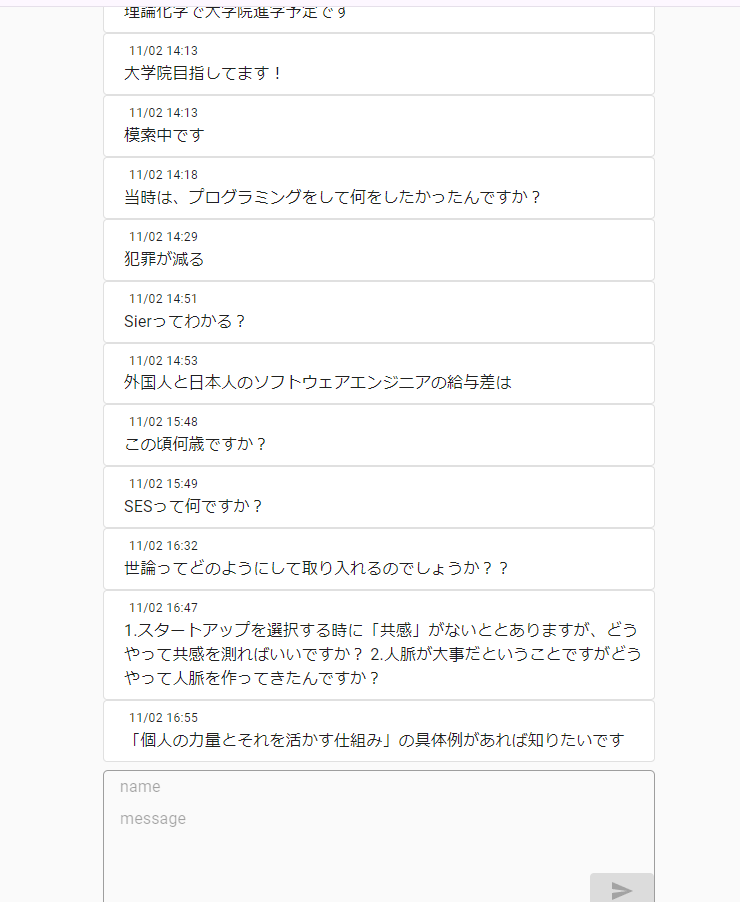 理論化学で大学院進学予定です
11/02 14:13
大学院目指してます！
11/02 14:13
模索中です
11/02 14:18
当時は、プログラミングをして何をしたかったんですか？
11/02 14:29
犯罪が減る
11/02 14:51
Sierってわかる？
11/02 14:53
外国人と日本人のソフトウェアエンジニアの給与差は
11/02 15:48
この頃何歳ですか？
11/02 15:49
SESって何ですか？
11/02 16:32
世論ってどのようにして取り入れるのでしょうか？？
11/02 16:47
1.スタートアップを選択する時に「共感」がないととありますが、どう
やって共感を測ればいいですか？ 2.人脈が大事だということですがどう
やって人脈を作ってきたんですか？
11/02 16:55
「個人の力量とそれを活かす仕組み」の具体例があれば知りたいです
name
message